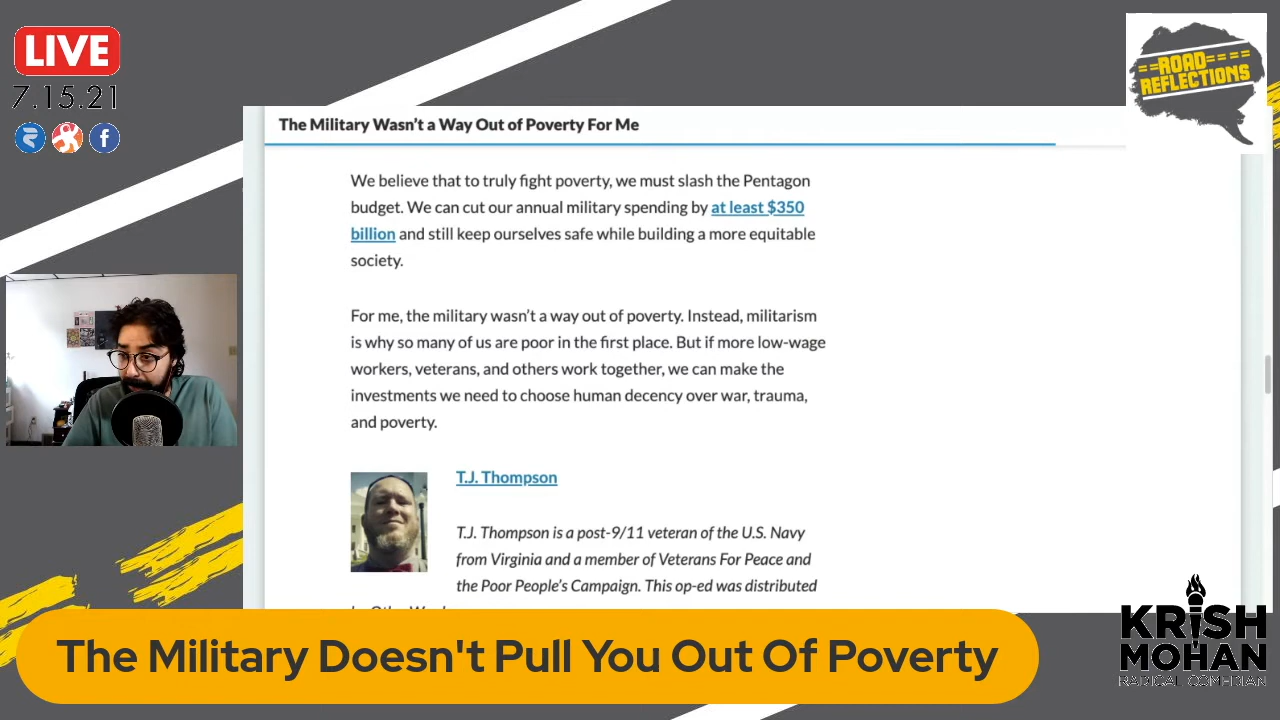 LIVE
7.15.21
==ROAD====
REFLECTIONS
The Military Wasn't a Way Out of Poverty For Me
We believe that to truly fight poverty, we must slash the Pentagon
budget. We can cut our annual military spending by at least $350
billion and still keep ourselves safe while building a more equitable
society.
For me, the military wasn't a way out of poverty. Instead, militarism
is why so many of us are poor in the first place. But if more low-wage
workers, veterans, and others work together, we can make the
investments we need to choose human decency over war, trauma,
and poverty.
T.J. Thompson
T.J. Thompson is a post-9/11 veteran of the U.S. Navy
from Virginia and a member of Veterans For Peace and
the Poor People's Campaign. This op-ed was distributed
The Military Doesn't Pull You Out Of Poverty
KRISH
MOHAN
RADICAL COMEDIAN